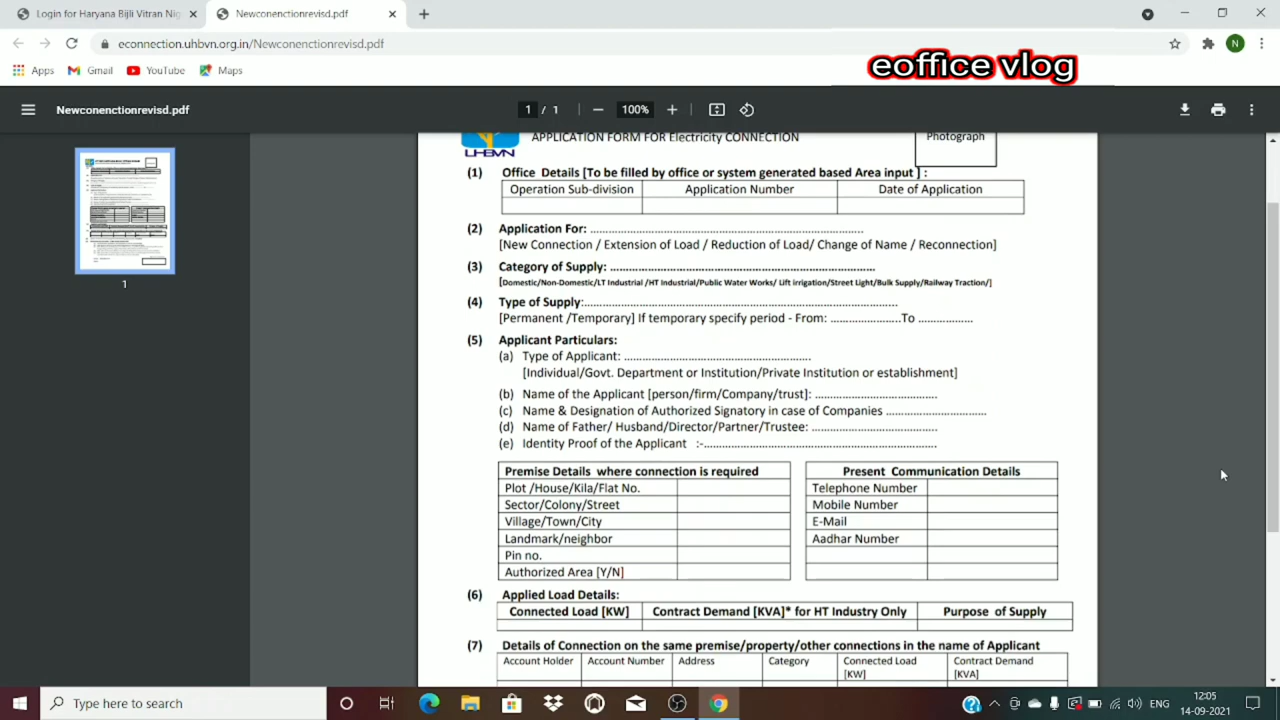 Login for Haryana Bijli Vitran Nig
Newconenctionrevisd.pdf
econnection.uhbvn.org.in/Newconenctionrevisd.pdf
N
Apps
Gmail
YouTube
Maps
eoffice vlog
Newconenctionrevisd.pdf
1 / 1
100%
1
UHBVN
APPLICATION FORM FOR Electricity CONNECTION
Photograph
(1) Office Details [To be filled by office or system generated based Area input ] :
Operation Sub-division Application Number Date of Application
(2) Application For: ....................................................................
[New Connection / Extension of Load / Reduction of Load/ Change of Name / Reconnection]
(3) Category of Supply: ................................................................
[Domestic/Non-Domestic/LT Industrial /HT Industrial/Public Water Works/ Lift irrigation/Street Light/Bulk Supply/Railway Traction/]
(4) Type of Supply:..............................................................................
[Permanent /Temporary] If temporary specify period - From: ......................To ................
(5) Applicant Particulars:
(a) Type of Applicant: ...............................................
[Individual/Govt. Department or Institution/Private Institution or establishment]
(b) Name of the Applicant [person/firm/Company/trust]: ...............................
(c) Name & Designation of Authorized Signatory in case of Companies .........................
(d) Name of Father/ Husband/Director/Partner/Trustee: ................................
(e) Identity Proof of the Applicant :-...........................................................
Premise Details where connection is required
Plot /House/Kila/Flat No.
Sector/Colony/Street
Village/Town/City
Landmark/neighbor
Pin no.
Authorized Area [Y/N]
Present Communication Details
Telephone Number
Mobile Number
E-Mail
Aadhar Number
(6) Applied Load Details:
Connected Load [KW] Contract Demand [KVA]* for HT Industry Only Purpose of Supply
(7) Details of Connection on the same premise/property/other connections in the name of Applicant
Account Holder Account Number Address Category Connected Load [KW] Contract Demand [KVA]
Type here to search
ENG
12:05
14-09-2021